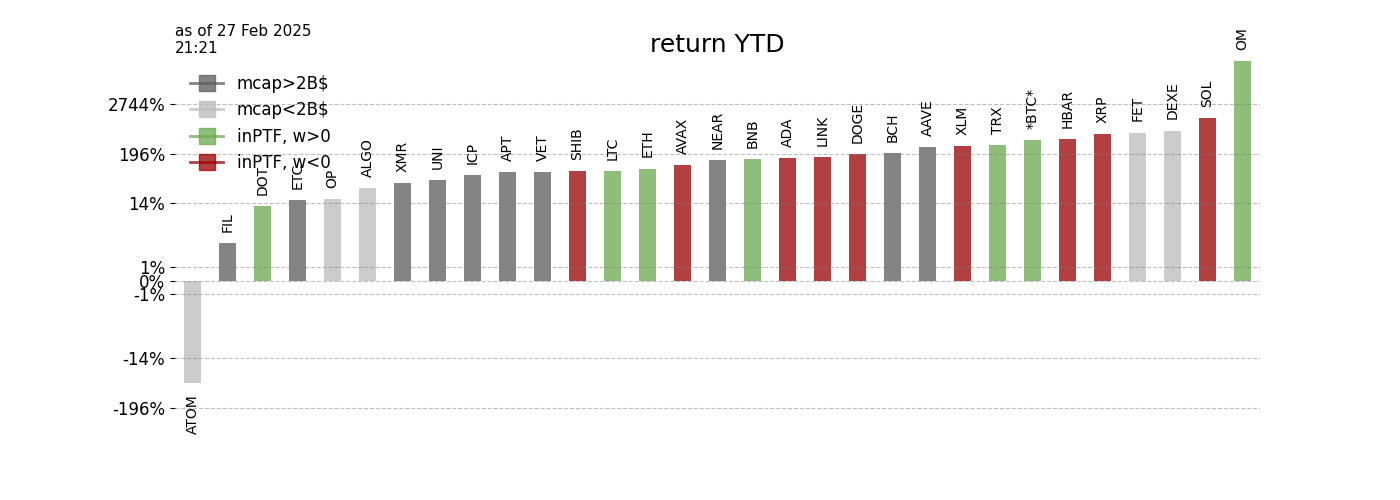 as of 27 Feb 2025
21:21
return YTD
mcap>2B$
mcap<2B$
inPTF, w>0
inPTF, w<0
2744%
196%
14%
1%
0%
-1%
-14%
-196%
ATOM
FIL
DOT
ETC
OP
ALGO
XMR
UNI
ICP
APT
VET
SHIB
LTC
ETH
AVAX
NEAR
BNB
ADA
LINK
DOGE
BCH
AAVE
XLM
TRX
*BTC*
HBAR
XRP
FET
DEXE
SOL
OM